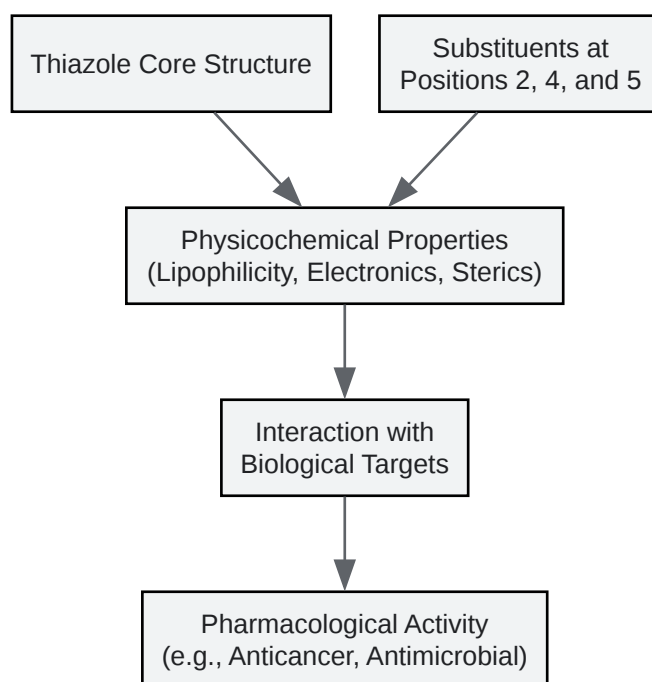 Thiazole Core Structure
Substituents at
Positions 2, 4, and 5
Physicochemical Properties
(Lipophilicity, Electronics, Sterics)
Interaction with
Biological Targets
Pharmacological Activity
(e.g., Anticancer, Antimicrobial)